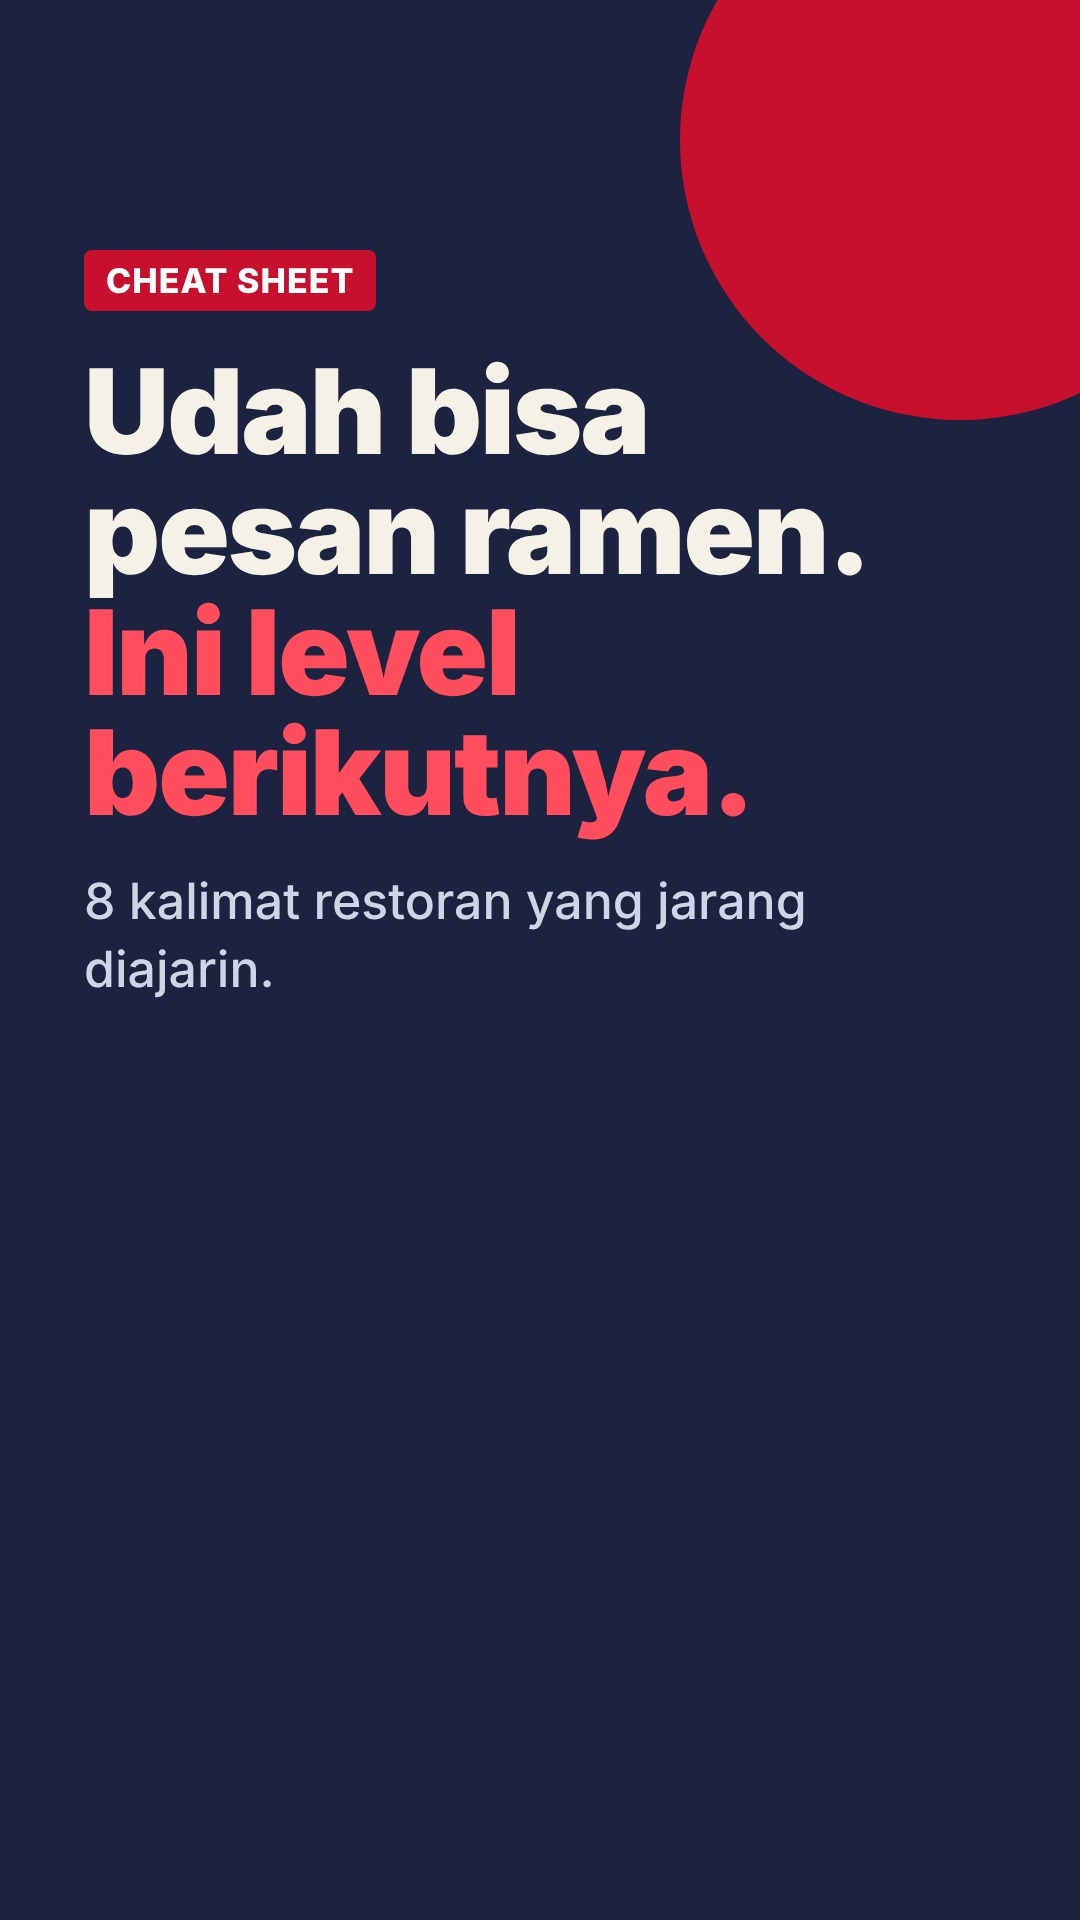 CHEAT SHEET
Udah bisa
pesan ramen.
Ini level
berikutnya.
8 kalimat restoran yang jarang
diajarin.